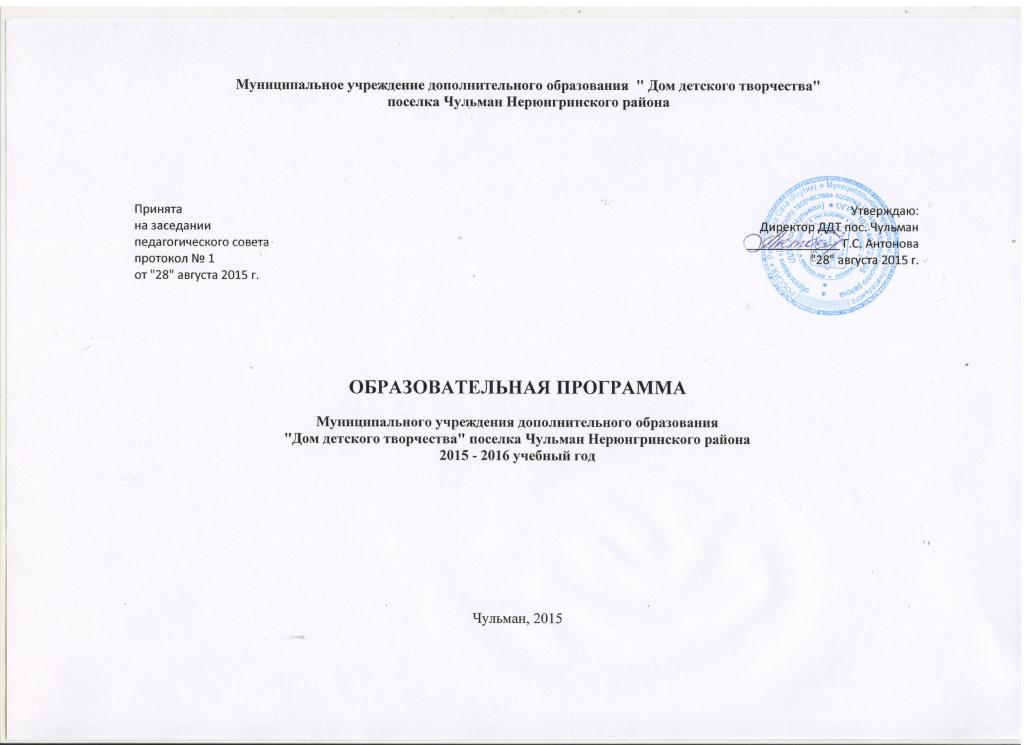 Муниципальное учреждение дополнительного образования " Дом детского творчества"
поселка Чульман Нерюнгринского района
Принята
на заседании
педагогического совета
протокол № 1
от "28" августа 2015 г.
Утверждаю:
Директор ДДТ пос. Чульман
Г.С. Антонова
"28" августа 2015 г.
ОБРАЗОВАТЕЛЬНАЯ ПРОГРАММА
Муниципального учреждения дополнительного образования
"Дом детского творчества" поселка Чульман Нерюнгринского района
2015 - 2016 учебный год
Чульман, 2015